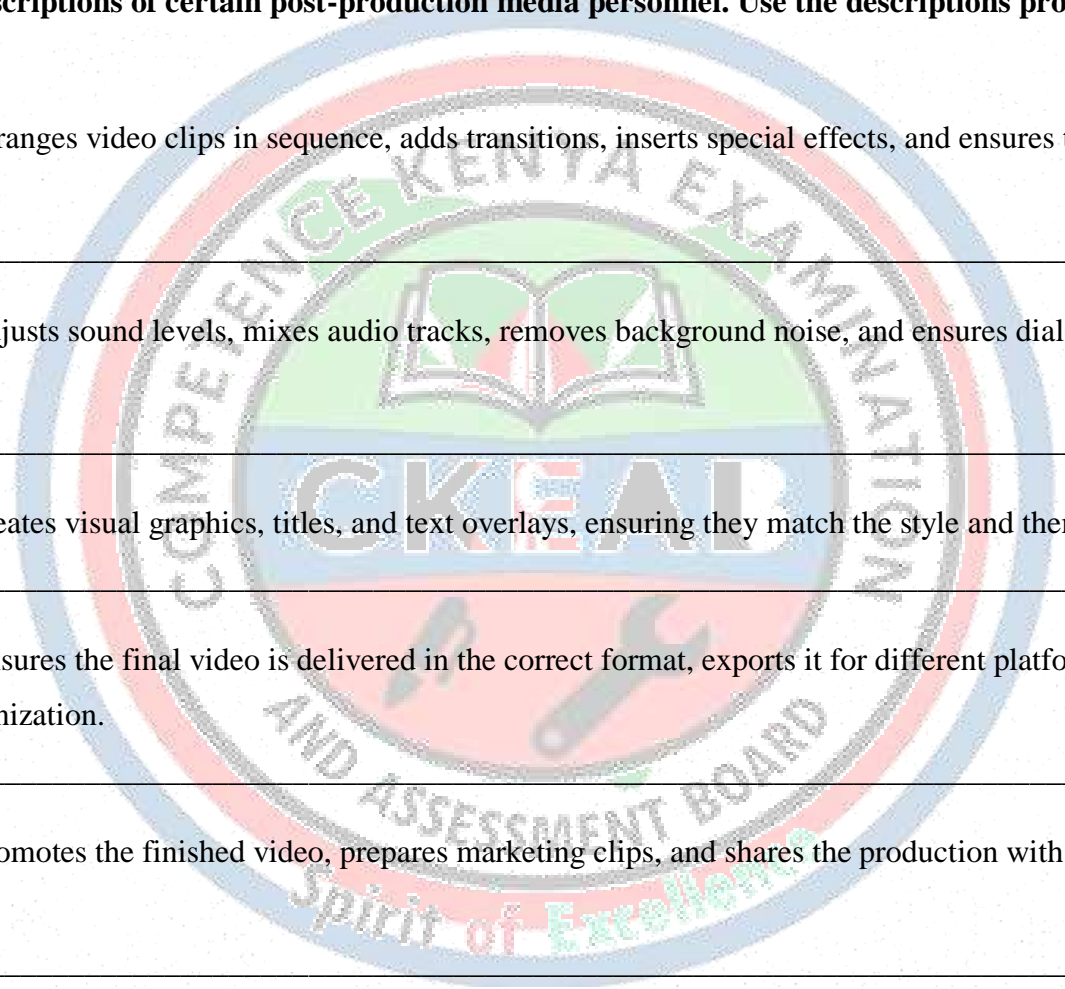 scriptions of certain post-production media personnel. Use the descriptions pro
ranges video clips in sequence, adds transitions, inserts special effects, and ensures t
justs sound levels, mixes audio tracks, removes background noise, and ensures dial
eates visual graphics, titles, and text overlays, ensuring they match the style and then
sures the final video is delivered in the correct format, exports it for different platfo
nization.
omotes the finished video, prepares marketing clips, and shares the production with
COMPETENCE KENYA EXAMINATION
CKEAB
AND ASSESSMENT BOARD
Spirit of Excellence